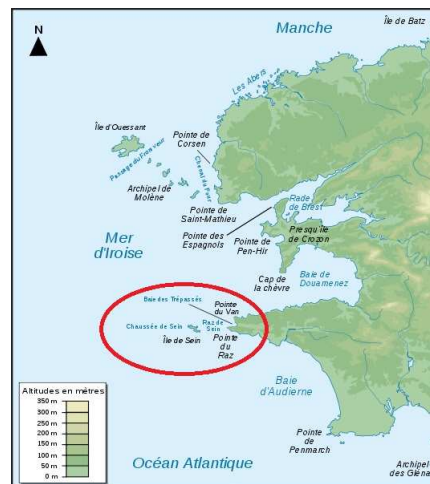 Manche
Île de Batz
N
Les Abers
Île d'Ouessant
Pointe de
Corsen
Passage du Fromveur
Chenal du Four
Archipel de
Molène
Rade
de Brest
Pointe de
Saint-Mathieu
Pointe des
Espagnols
Presqu'île
de Crozon
Pointe de
Pen-Hir
Mer
d'Iroise
Cap de
la chèvre
Baie de
Douarnenez
Baie des Trépassés
Pointe
du Van
Chaussée de Sein
Raz de
Sein
Île de Sein
Pointe
du
Raz
Baie
d'Audierne
Altitudes en mètres
350 m
300 m
250 m
200 m
150 m
100 m
50 m
0 m
Pointe
de
Penmarch
Océan Atlantique
Archipel
des Gléna